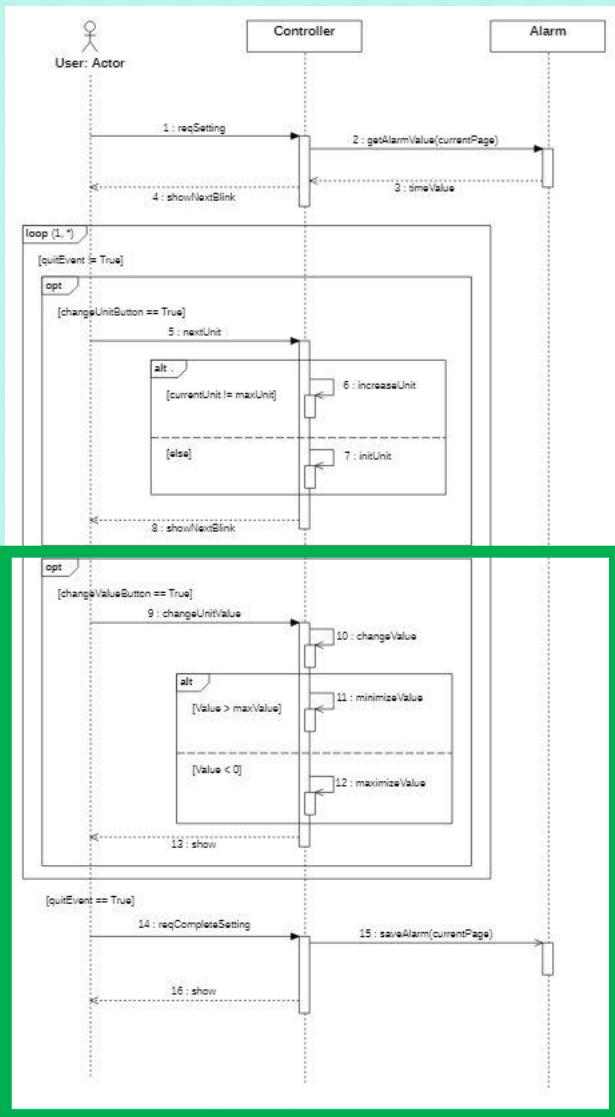 Controller
Alarm
User: Actor
1 : reqSetting
2 : getAlarmValue(currentPage)
3 : timeValue
4 : showNextBlink
loop (1, *)
[quitEvent != True]
opt
[changeUnitButton == True]
5 : nextUnit
alt .
[currentUnit != maxUnit]
6 : increaseUnit
[else]
7 : initUnit
8 : showNextBlink
opt
[changeValueButton == True]
9 : changeUnitValue
10 : changeValue
alt
[Value > maxValue]
11 : minimizeValue
[Value < 0]
12 : maximizeValue
13 : show
[quitEvent == True]
14 : reqCompleteSetting
15 : saveAlarm(currentPage)
16 : show